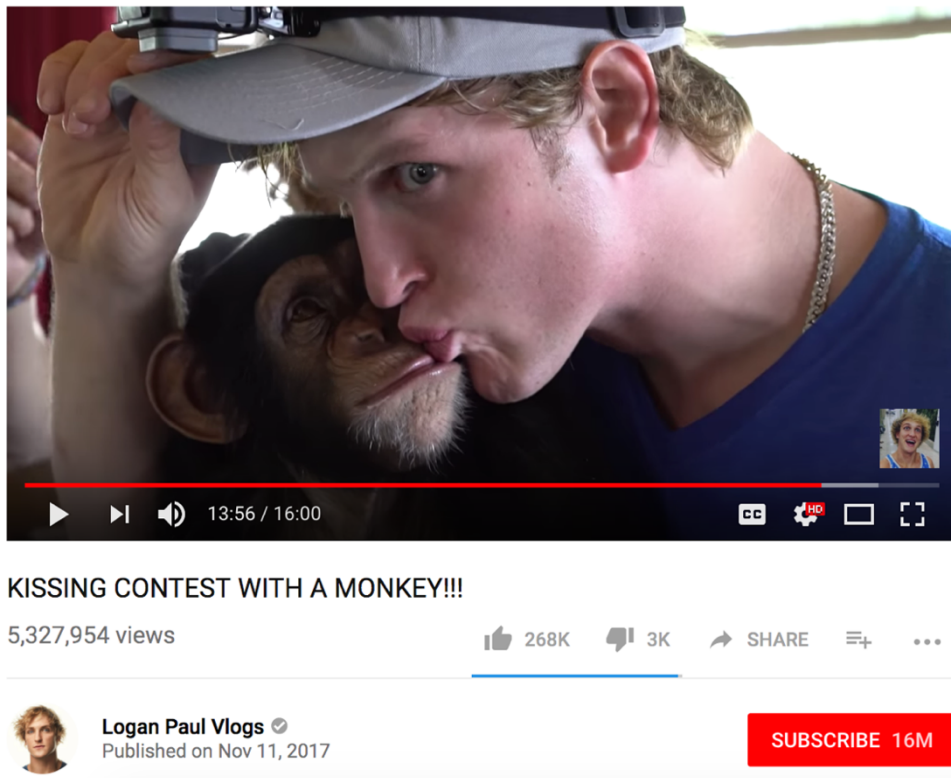 CC
HD
13:56 / 16:00
KISSING CONTEST WITH A MONKEY!!!
5,327,954 views
268K
3K
SHARE
Logan Paul Vlogs
Published on Nov 11, 2017
SUBSCRIBE 16M